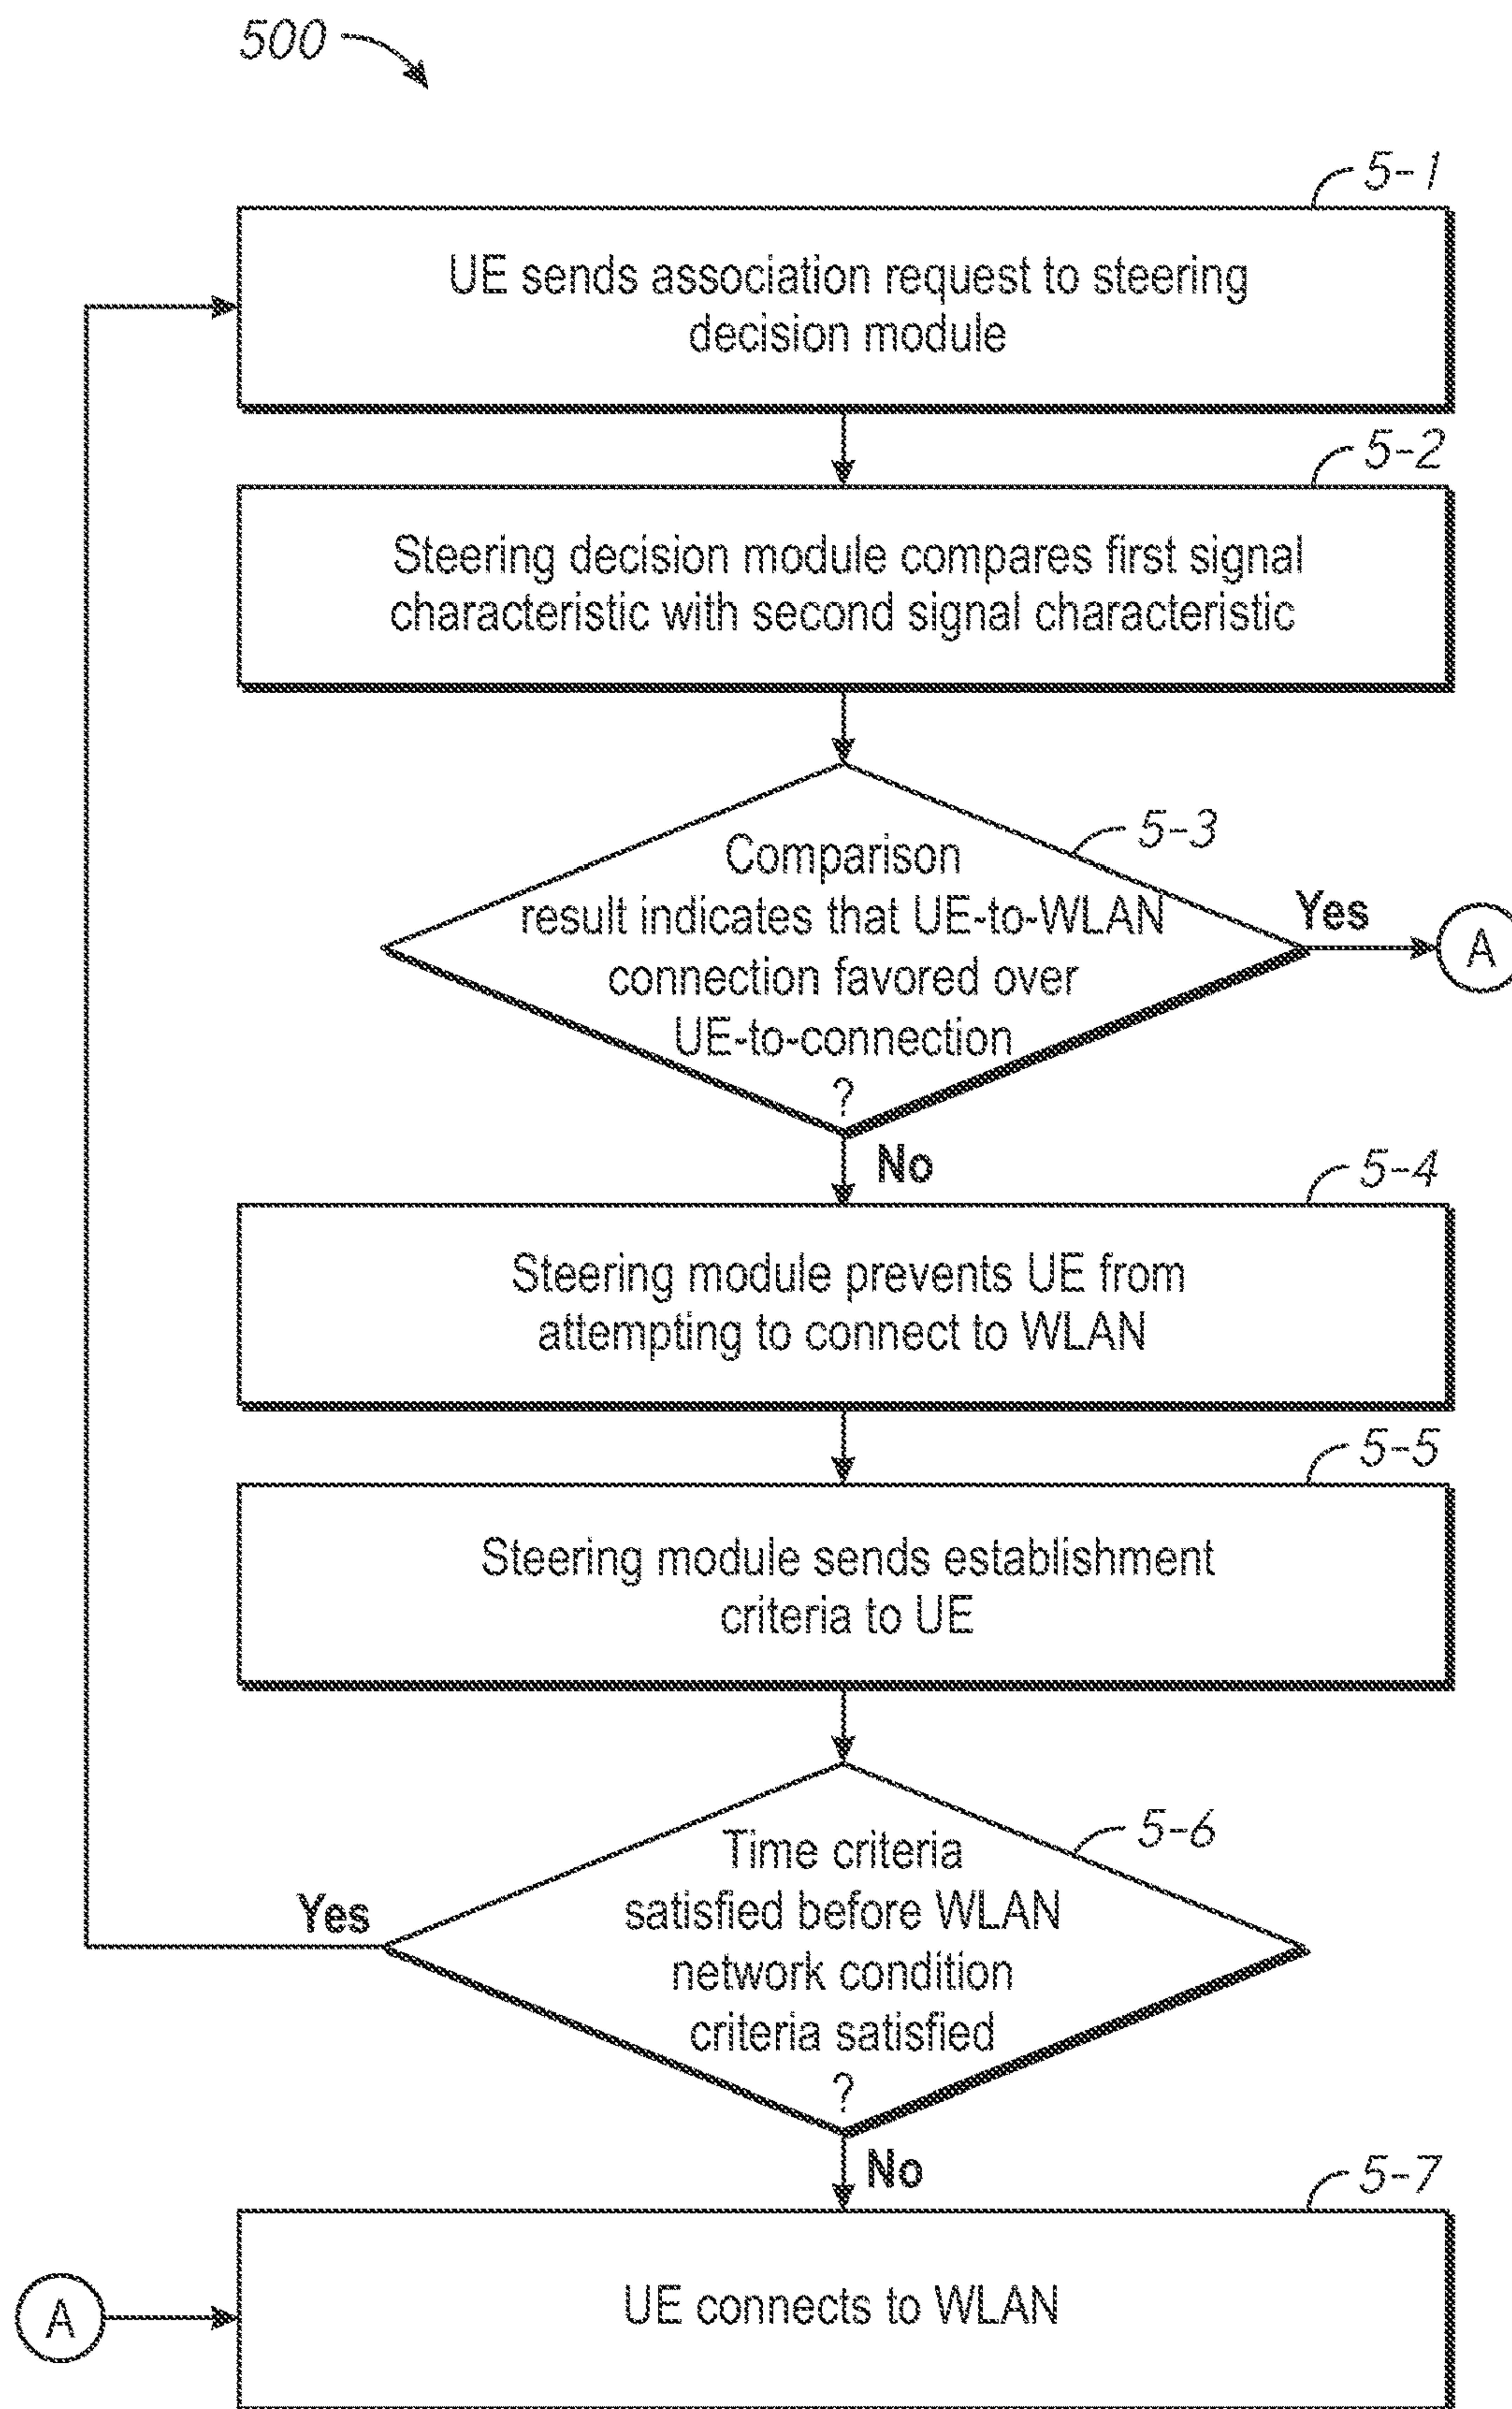 500
5-1
UE sends association request to steering
decision module
5-2
Steering decision module compares first signal
characteristic with second signal characteristic
5-3
Comparison
result indicates that UE-to-WLAN
connection favored over
UE-to-connection
?
Yes
A
No
5-4
Steering module prevents UE from
attempting to connect to WLAN
5-5
Steering module sends establishment
criteria to UE
5-6
Time criteria
satisfied before WLAN
network condition
criteria satisfied
?
Yes
No
5-7
A
UE connects to WLAN